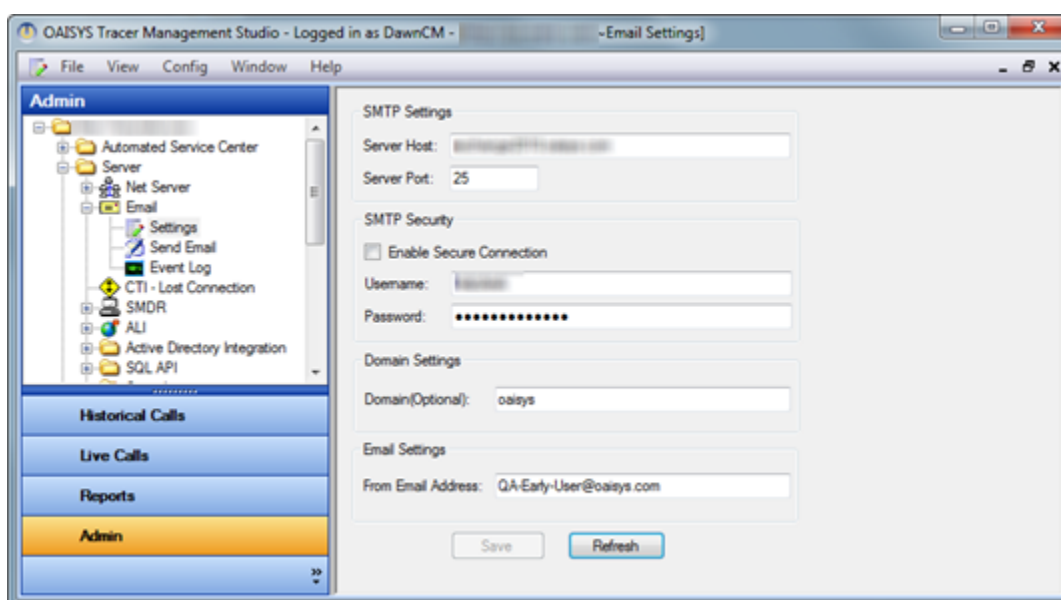 OAISYS Tracer Management Studio - Logged in as DawnCM - -Email Settings]
File View Config Window Help
Admin
Automated Service Center
Server
Net Server
Email
Settings
Send Email
Event Log
CTI - Lost Connection
SMDR
ALI
Active Directory Integration
SQL API
Historical Calls
Live Calls
Reports
Admin
SMTP Settings
Server Host:
Server Port: 25
SMTP Security
Enable Secure Connection
Username:
Password: •••••••••••••
Domain Settings
Domain(Optional): oaisys
Email Settings
From Email Address: QA-Early-User@oaisys.com
Save Refresh